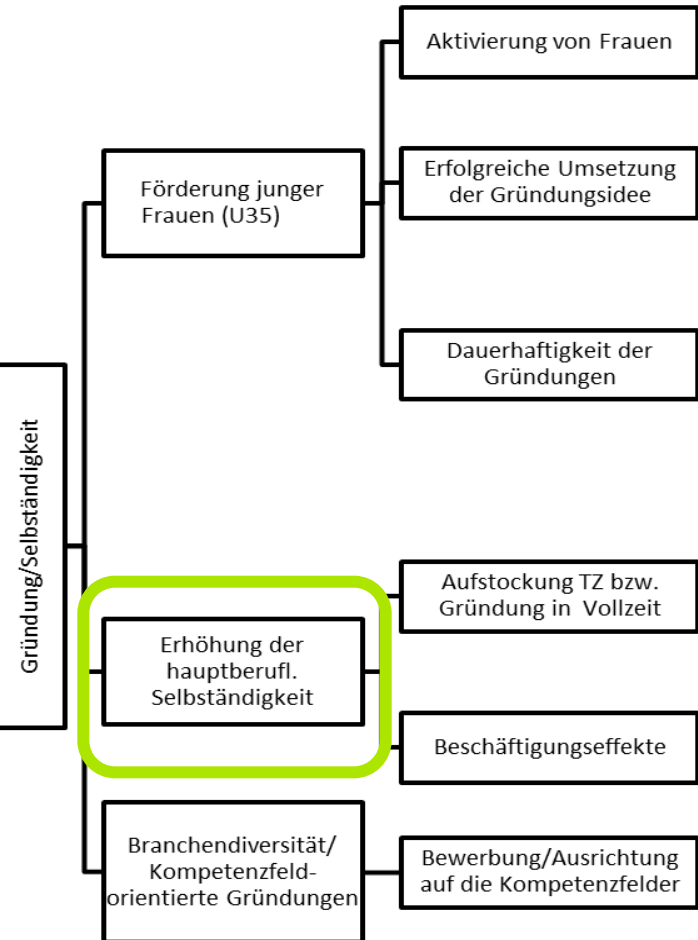 Gründung/Selbständigkeit
Förderung junger
Frauen (U35)
Aktivierung von Frauen
Erfolgreiche Umsetzung
der Gründungsidee
Dauerhaftigkeit der
Gründungen
Erhöhung der
hauptberufl.
Selbständigkeit
Aufstockung TZ bzw.
Gründung in Vollzeit
Beschäftigungseffekte
Branchendiversität/
Kompetenzfeld-
orientierte Gründungen
Bewerbung/Ausrichtung
auf die Kompetenzfelder